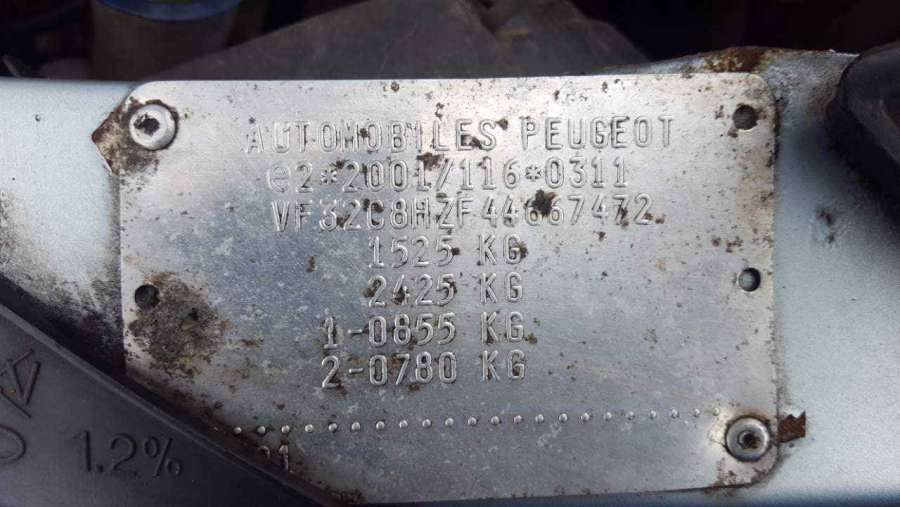 AUTOMOBILES PEUGEOT
e2*2001/116*0311
VF32C8HZF44667472
1525 KG
2425 KG
1-0855 KG
2-0780 KG
1.2%